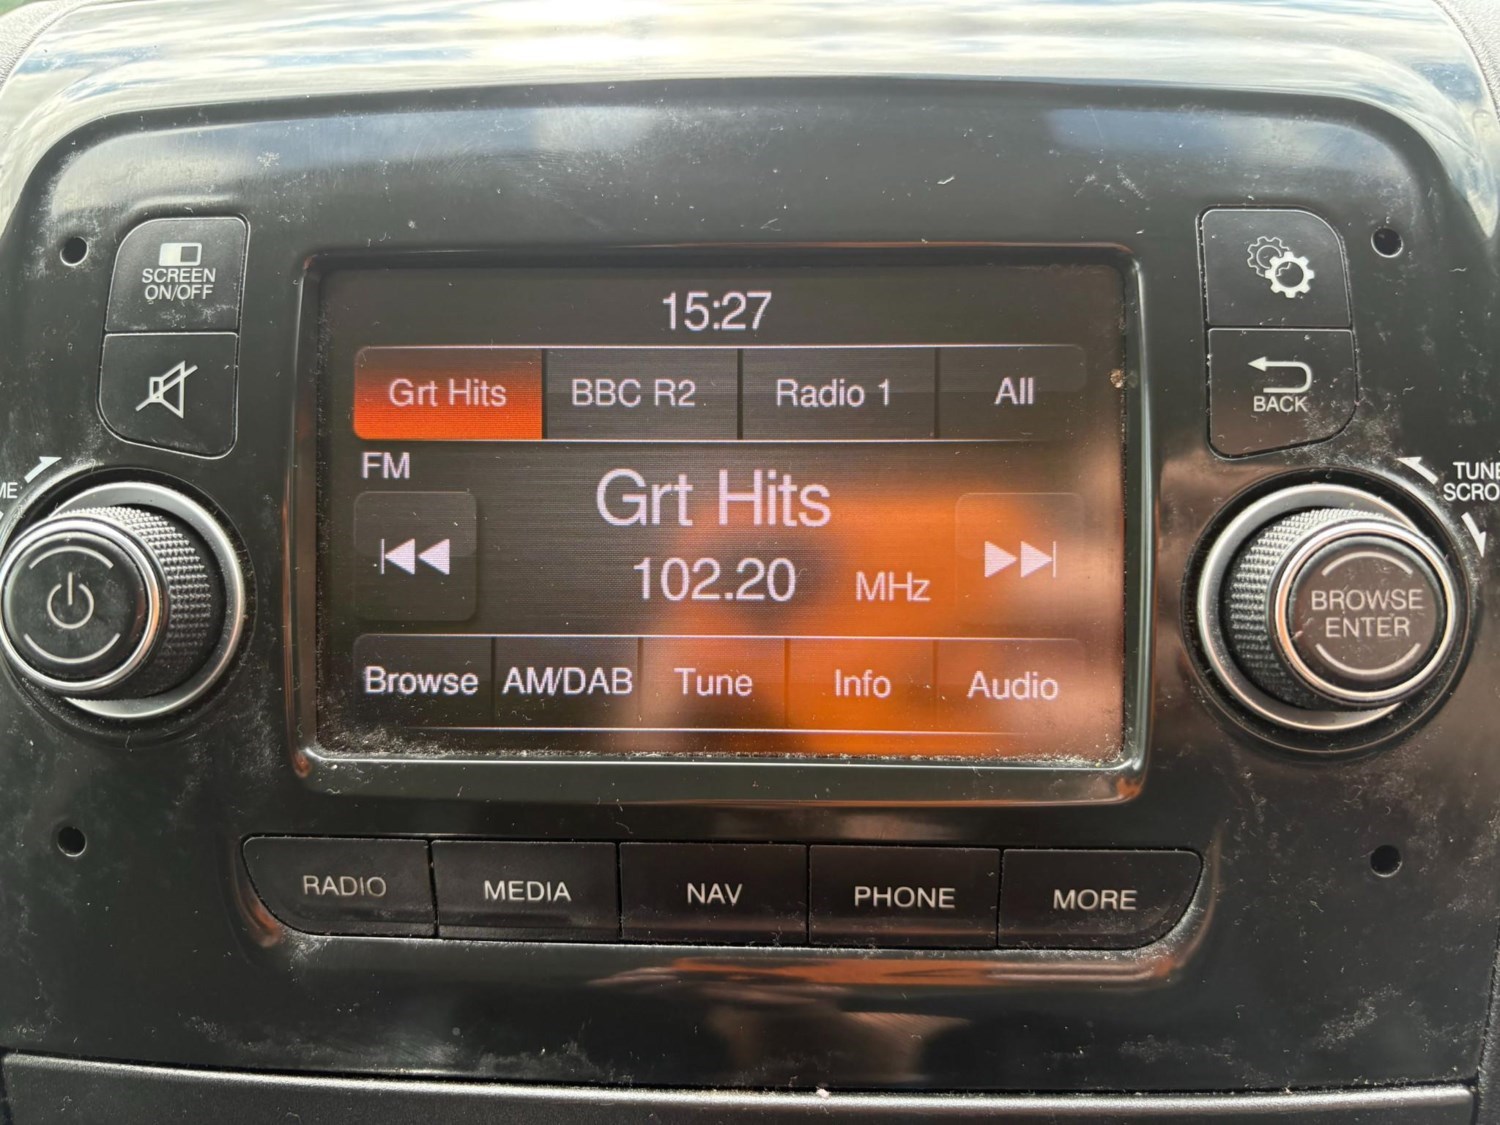 15:27
SCREEN
ON/OFF
Grt Hits BBC R2 Radio 1 All
BACK
FM
Grt Hits
102.20 MHz
BROWSE
ENTER
Browse AM/DAB Tune Info Audio
RADIO MEDIA NAV PHONE MORE